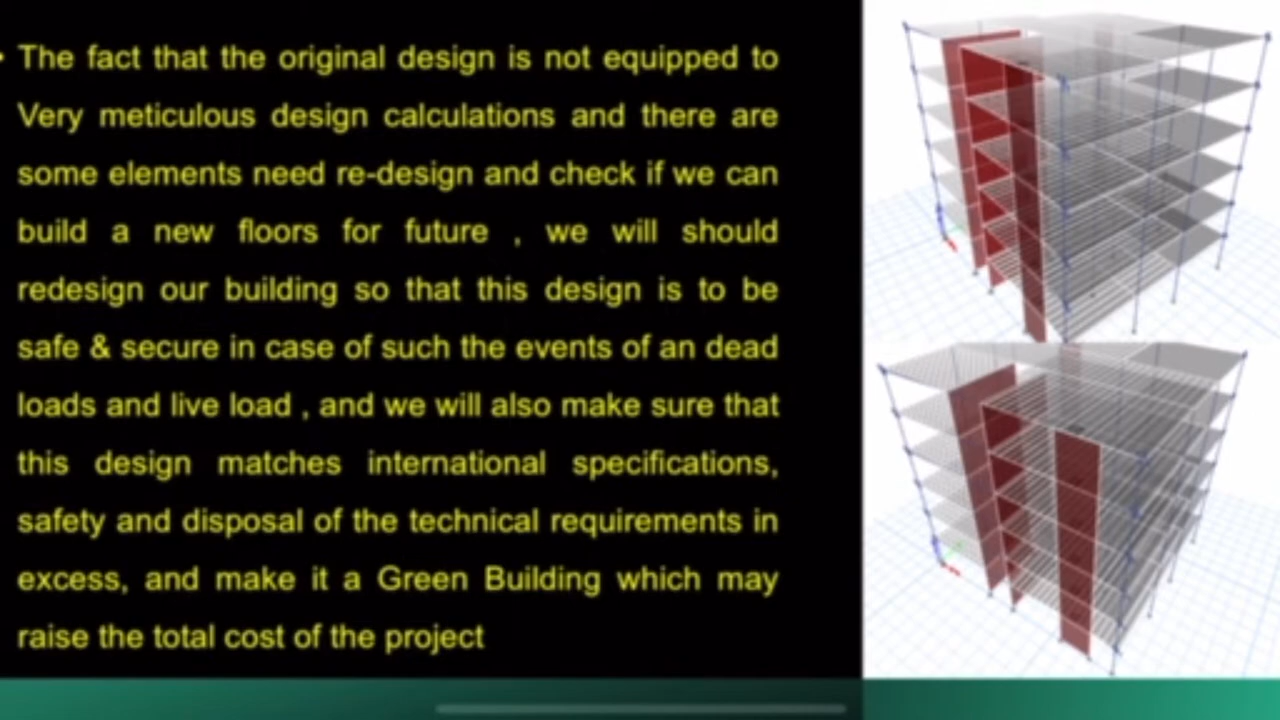 • The fact that the original design is not equipped to
Very meticulous design calculations and there are
some elements need re-design and check if we can
build a new floors for future , we will should
redesign our building so that this design is to be
safe & secure in case of such the events of an dead
loads and live load , and we will also make sure that
this design matches international specifications,
safety and disposal of the technical requirements in
excess, and make it a Green Building which may
raise the total cost of the project